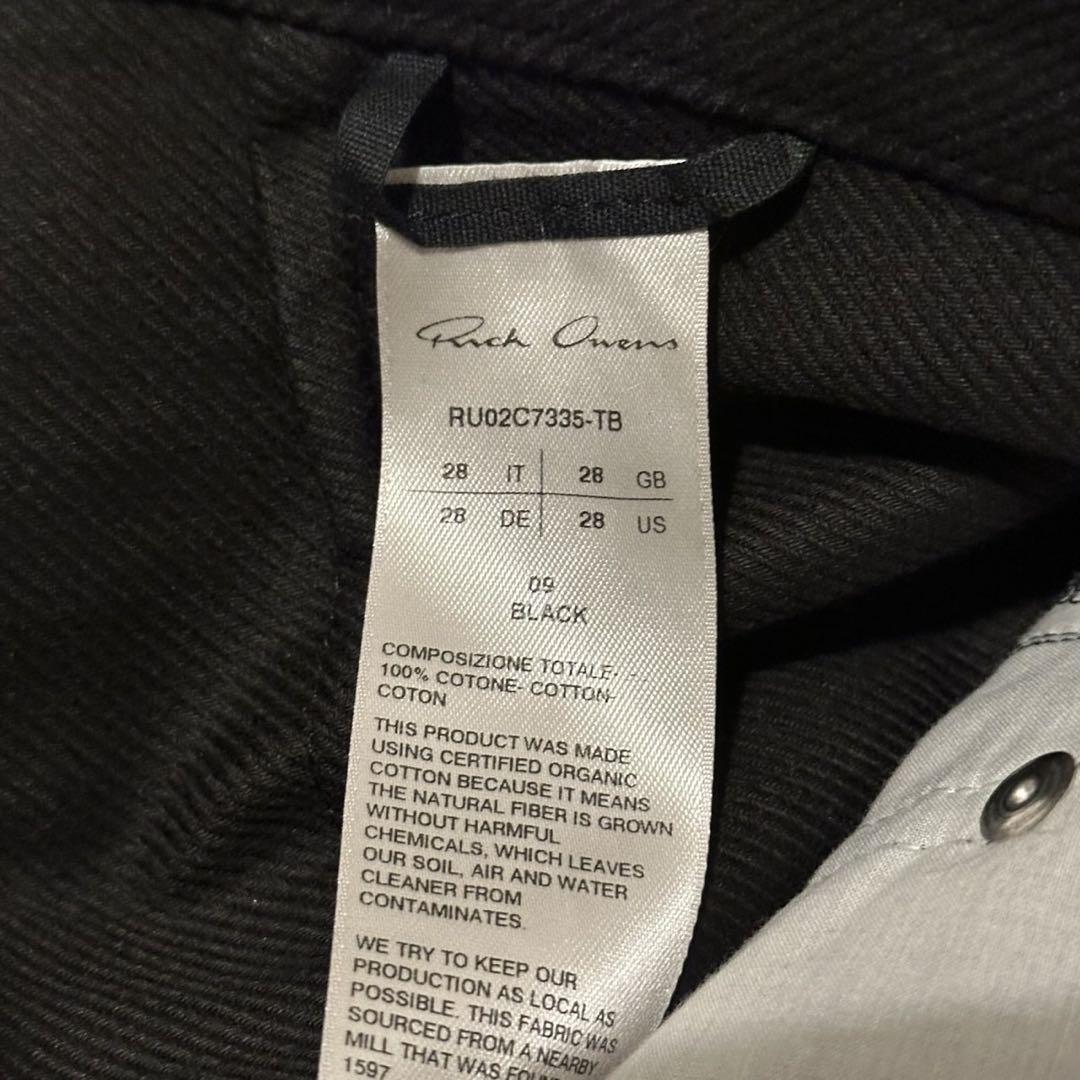 Rick Owens
RU02C7335-TB
28 IT 28 GB
28 DE 28 US
09
BLACK
COMPOSIZIONE TOTALE-
100% COTONE- COTTON-
COTON
THIS PRODUCT WAS MADE
USING CERTIFIED ORGANIC
COTTON BECAUSE IT MEANS
THE NATURAL FIBER IS GROWN
WITHOUT HARMFUL
CHEMICALS, WHICH LEAVES
OUR SOIL, AIR AND WATER
CLEANER FROM
CONTAMINATES.
WE TRY TO KEEP OUR
PRODUCTION AS LOCAL AS
POSSIBLE. THIS FABRIC WAS
SOURCED FROM A NEARBY
MILL THAT WAS
1597